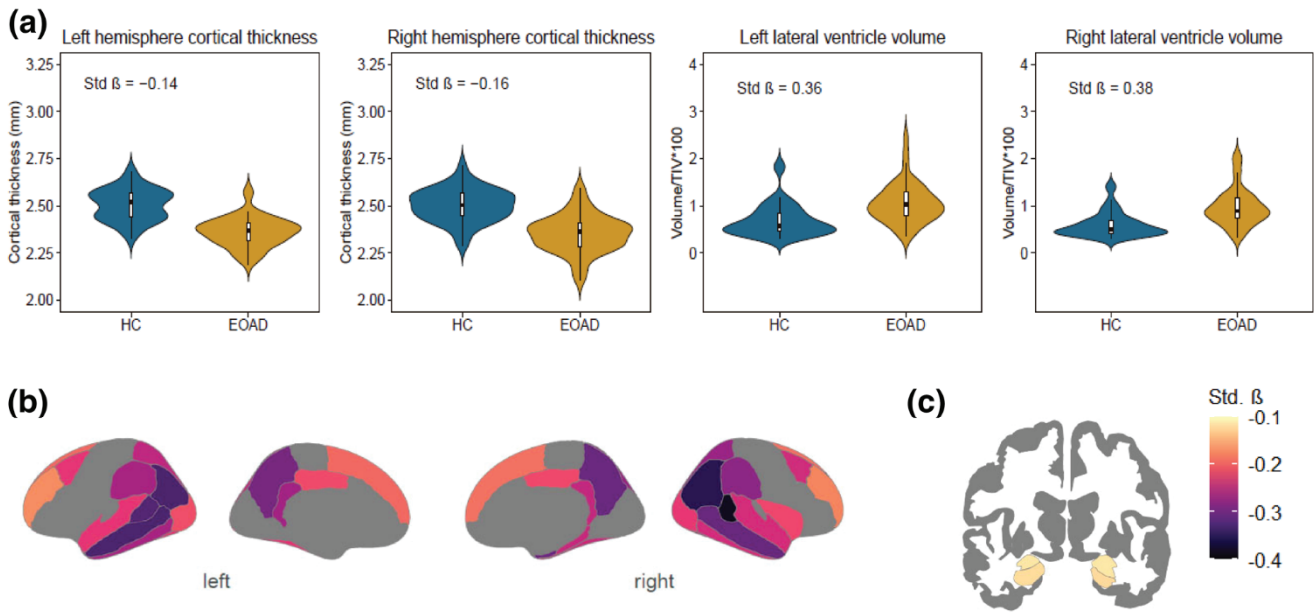 (a)
Left hemisphere cortical thickness
Right hemisphere cortical thickness
Left lateral ventricle volume
Right lateral ventricle volume
Cortical thickness (mm)
3.25
3.00
2.75
2.50
2.25
2.00
Std ß = −0.14
HC
EOAD
Cortical thickness (mm)
3.25
3.00
2.75
2.50
2.25
2.00
Std ß = −0.16
HC
EOAD
Volume/TIV*100
4
3
2
1
0
Std ß = 0.36
HC
EOAD
Volume/TIV*100
4
3
2
1
0
Std ß = 0.38
HC
EOAD
(b)
left
right
(c)
Std. ß
-0.1
-0.2
-0.3
-0.4